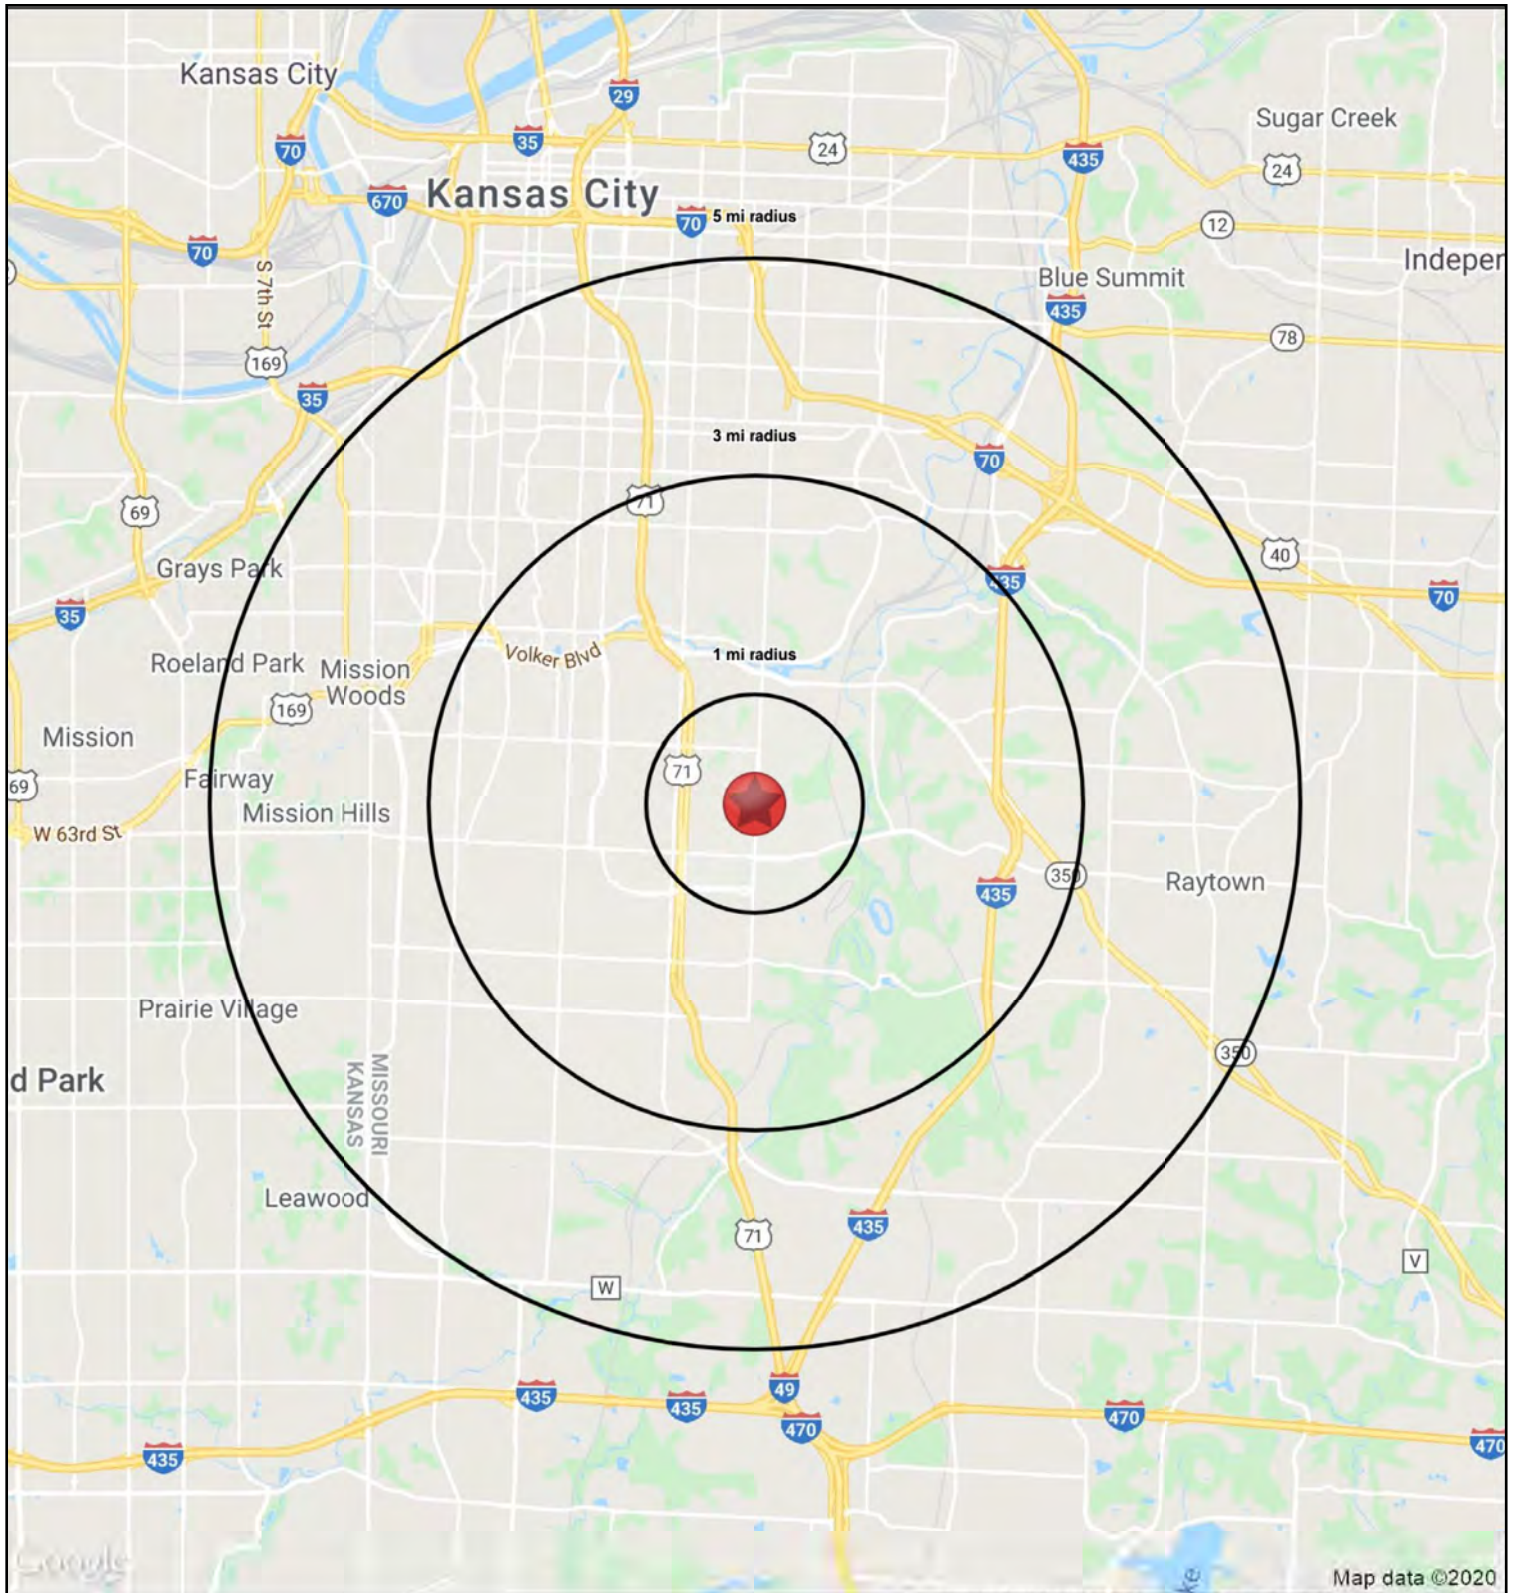 Kansas City
29
Sugar Creek
35
24
70
435
24
Kansas City
670
70
5 mi radius
12
70
S 7th St
Indeper
Blue Summit
435
78
169
35
3 mi radius
70
71
69
40
Grays Park
435
70
35
Volker Blvd
1 mi radius
Roeland Park
Mission
Woods
169
Mission
71
Fairway
69
Mission Hills
W 63rd St
350
Raytown
435
Prairie Village
350
d Park
MISSOURI
KANSAS
Leawood
435
71
V
W
49
435
435
470
470
470
435
Google
ke
Map data ©2020